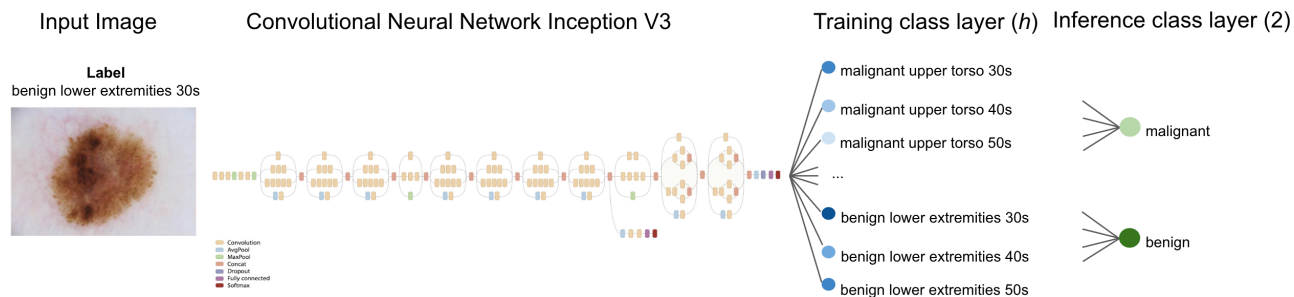 Input Image
Convolutional Neural Network Inception V3
Training class layer (h)
Inference class layer (2)
Label
benign lower extremities 30s
Convolution
AvgPool
MaxPool
Concat
Dropout
Fully connected
Softmax
malignant upper torso 30s
malignant upper torso 40s
malignant upper torso 50s
...
benign lower extremities 30s
benign lower extremities 40s
benign lower extremities 50s
malignant
benign